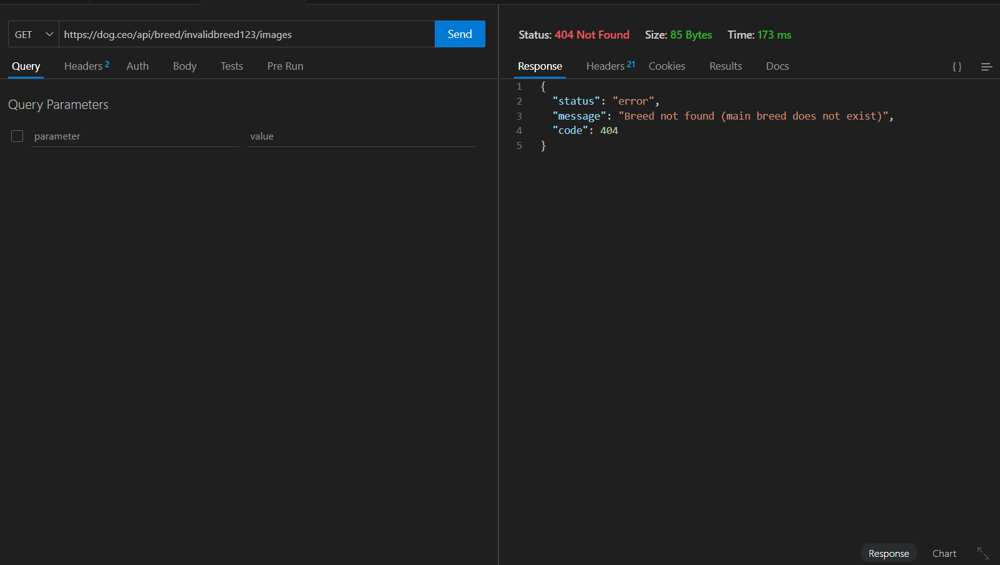 GET https://dog.ceo/api/breed/invalidbreed123/images Send
Query Headers 2 Auth Body Tests Pre Run
Query Parameters
parameter value
Status: 404 Not Found Size: 85 Bytes Time: 173 ms
Response Headers 21 Cookies Results Docs { }
1 {
2 "status": "error",
3 "message": "Breed not found (main breed does not exist)",
4 "code": 404
5 }
Response Chart